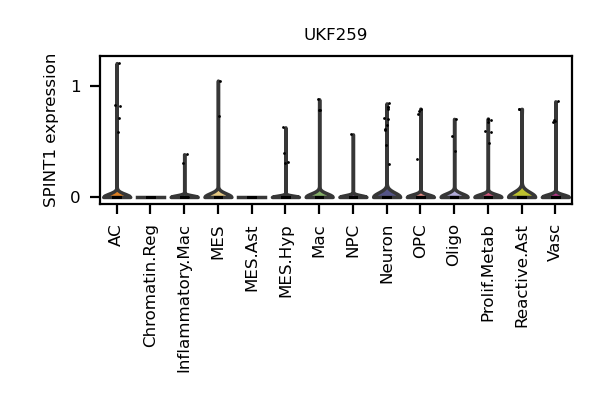 UKF259
SPINT1 expression
1
0
AC
Chromatin.Reg
Inflammatory.Mac
MES
MES.Ast
MES.Hyp
Mac
NPC
Neuron
OPC
Oligo
Prolif.Metab
Reactive.Ast
Vasc